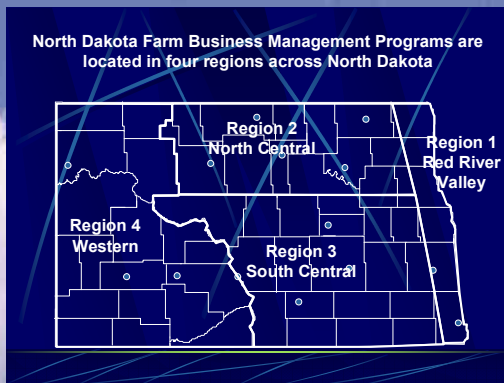 North Dakota Farm Business Management Programs are
located in four regions across North Dakota
Region 2
North Central
Region 1
Red River
Valley
Region 4
Western
Region 3
South Central